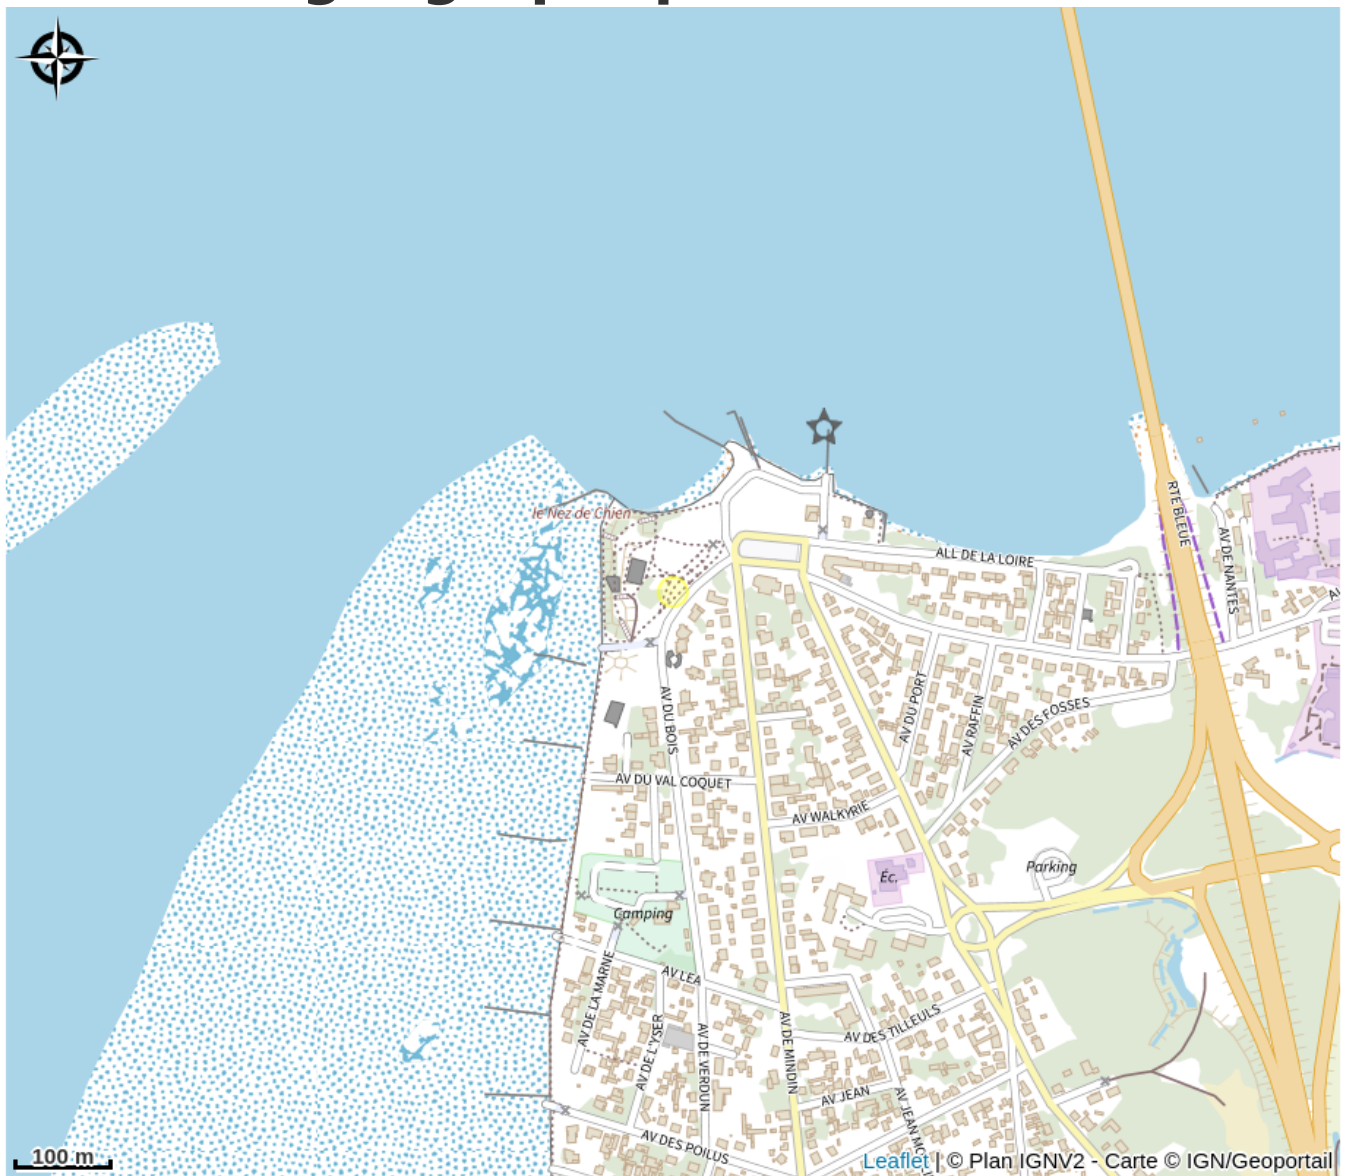 le Nez de Chien
ALL DE LA LOIRE
RTE BLEUE
AV DE NANTES
AV DU BOIS
AV DU PORT
AV RAFFIN
AV DES FOSSES
AV DU VAL COQUET
AV WALKYRIE
Éc.
Parking
Camping
AV LEA
AV DE LA MARNE
AV DE L'YSER
AV DE VERDUN
AV DE MINDIN
AV DES TILLEULS
AV JEAN
AV JEAN MO
AV DES POILUS
100 m
Leaflet | © Plan IGNV2 - Carte © IGN/Geoportail